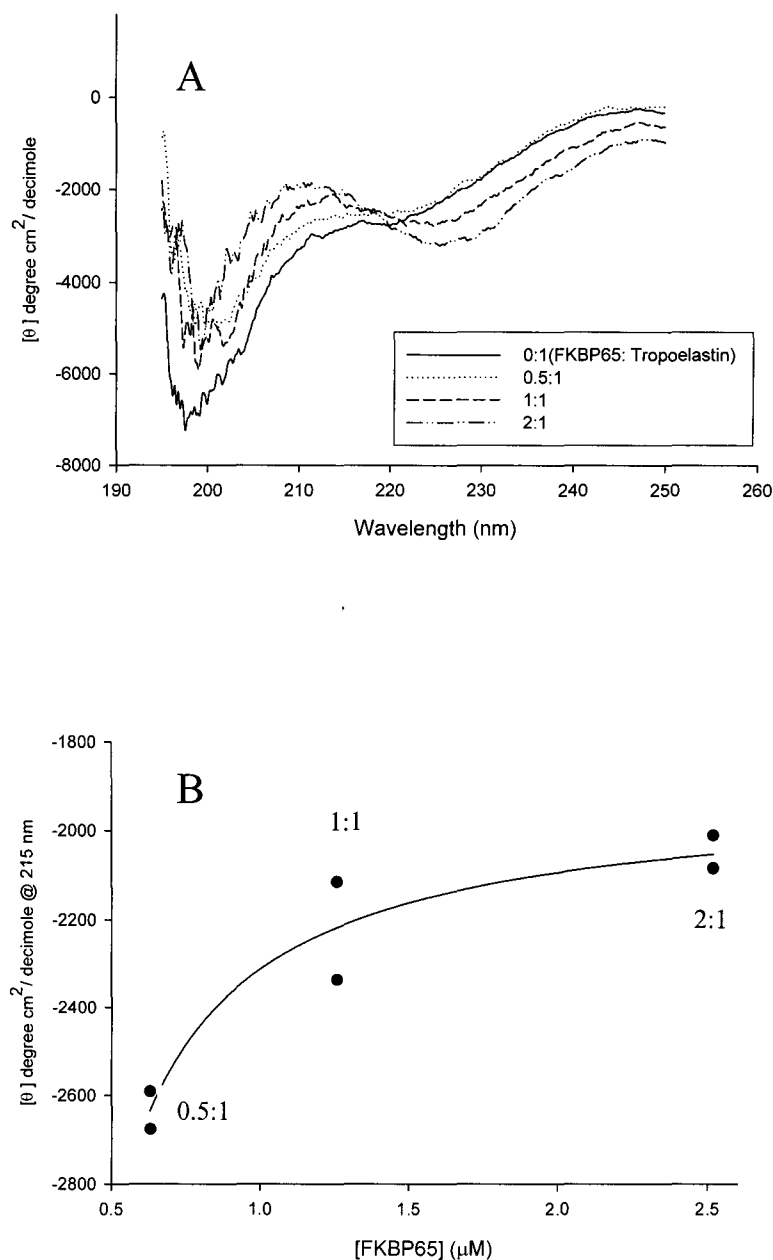 A
0
-2000
-4000
-6000
-8000
[θ] degree cm²/ decimole
0:1(FKBP65: Tropoelastin)
0.5:1
1:1
2:1
190 200 210 220 230 240 250 260
Wavelength (nm)
-1800
-2000
-2200
-2400
-2600
-2800
[θ] degree cm²/ decimole @ 215 nm
B
1:1
2:1
0.5:1
0.5 1.0 1.5 2.0 2.5
[FKBP65] (μM)